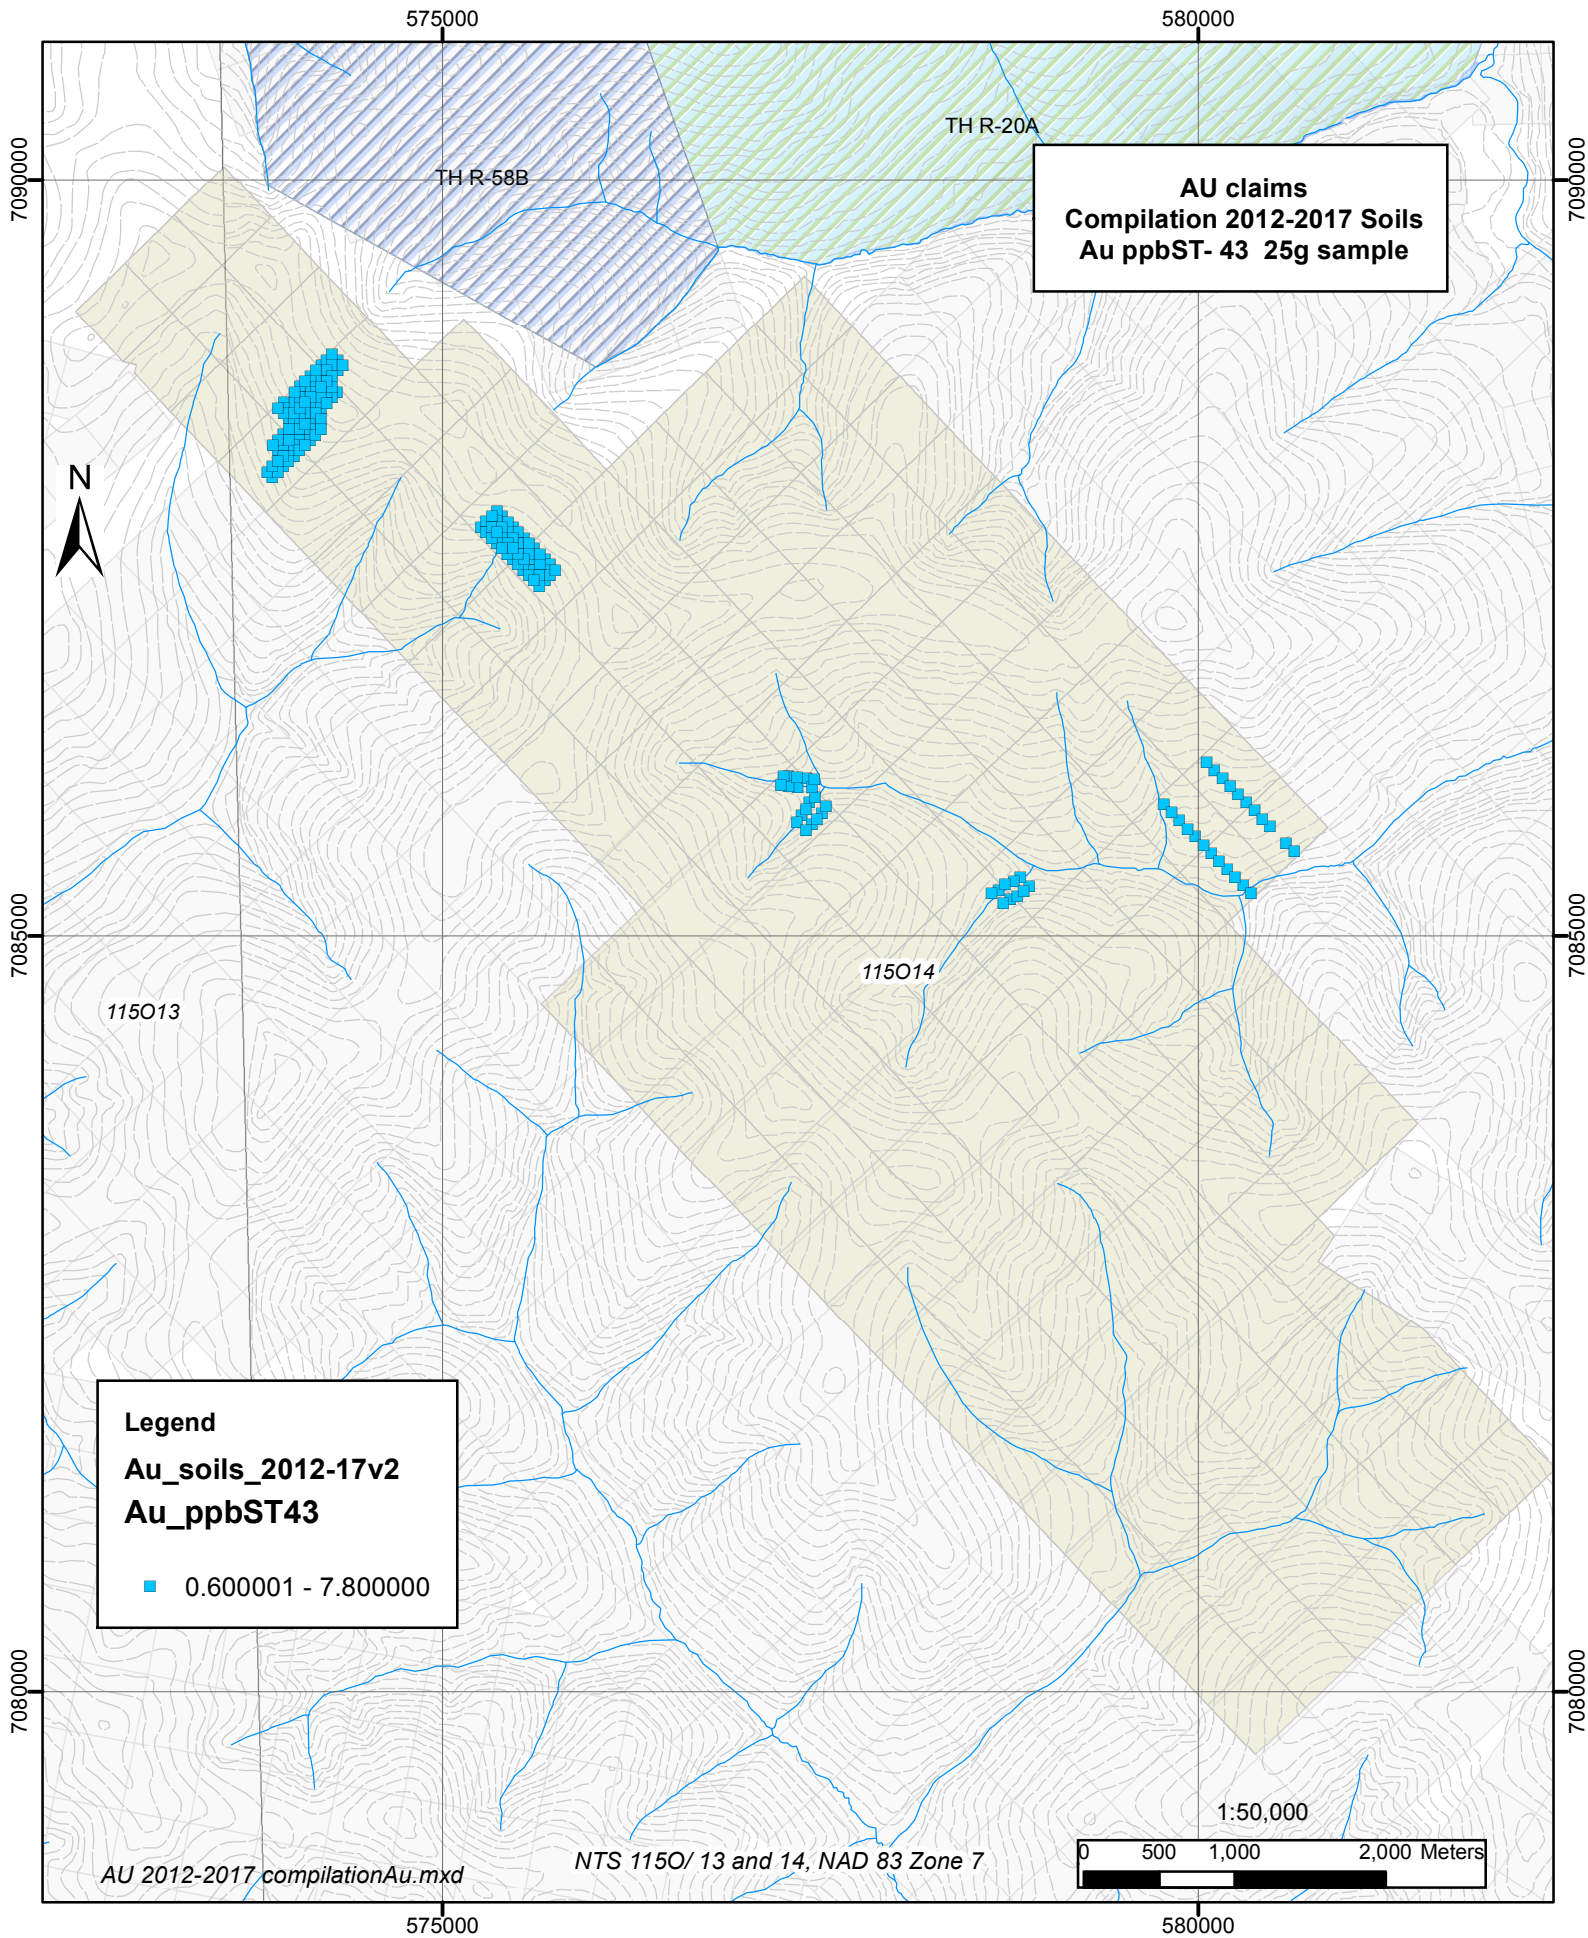 575000
580000
TH R-20A
TH R-58B
7090000
7090000
AU claims
Compilation 2012-2017 Soils
Au ppbST- 43  25g sample
N
7085000
7085000
115O14
115O13
Legend
Au_soils_2012-17v2
Au_ppbST43
0.600001 - 7.800000
7080000
7080000
1:50,000
0 500 1,000 2,000 Meters
NTS 115O/ 13 and 14, NAD 83 Zone 7
AU 2012-2017 compilationAu.mxd
575000
580000